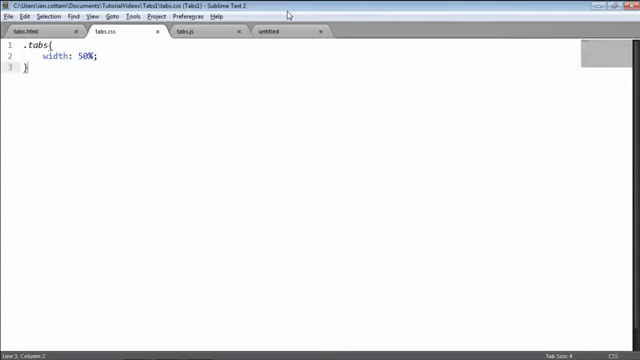 C:\Users\ian.cottam\Documents\TutorialVideos\Tabs1\tabs.css (Tabs1) - Sublime Text 2
File Edit Selection Find View Goto Tools Project Preferences Help
tabs.html tabs.css tabs.js untitled
1 .tabs{
2 width: 50%;
3 }
Line 3, Column 2 Tab Size: 4 CSS